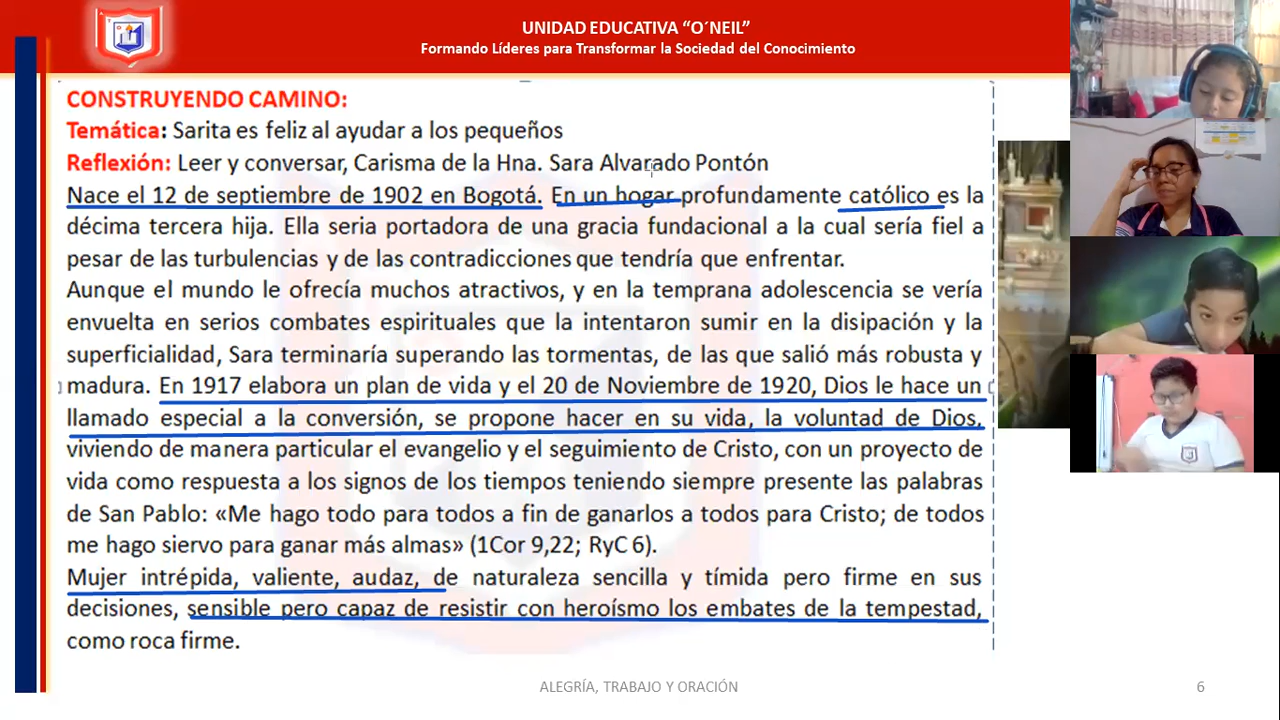 UNIDAD EDUCATIVA “O´NEIL”
Formando Líderes para Transformar la Sociedad del Conocimiento
CONSTRUYENDO CAMINO:
Temática: Sarita es feliz al ayudar a los pequeños
Reflexión: Leer y conversar, Carisma de la Hna. Sara Alvarado Pontón
Nace el 12 de septiembre de 1902 en Bogotá. En un hogar profundamente católico es la
décima tercera hija. Ella seria portadora de una gracia fundacional a la cual sería fiel a
pesar de las turbulencias y de las contradicciones que tendría que enfrentar.
Aunque el mundo le ofrecía muchos atractivos, y en la temprana adolescencia se vería
envuelta en serios combates espirituales que la intentaron sumir en la disipación y la
superficialidad, Sara terminaría superando las tormentas, de las que salió más robusta y
madura. En 1917 elabora un plan de vida y el 20 de Noviembre de 1920, Dios le hace un
llamado especial a la conversión, se propone hacer en su vida, la voluntad de Dios,
viviendo de manera particular el evangelio y el seguimiento de Cristo, con un proyecto de
vida como respuesta a los signos de los tiempos teniendo siempre presente las palabras
de San Pablo: «Me hago todo para todos a fin de ganarlos a todos para Cristo; de todos
me hago siervo para ganar más almas» (1Cor 9,22; RyC 6).
Mujer intrépida, valiente, audaz, de naturaleza sencilla y tímida pero firme en sus
decisiones, sensible pero capaz de resistir con heroísmo los embates de la tempestad,
como roca firme.
ALEGRÍA, TRABAJO Y ORACIÓN
6